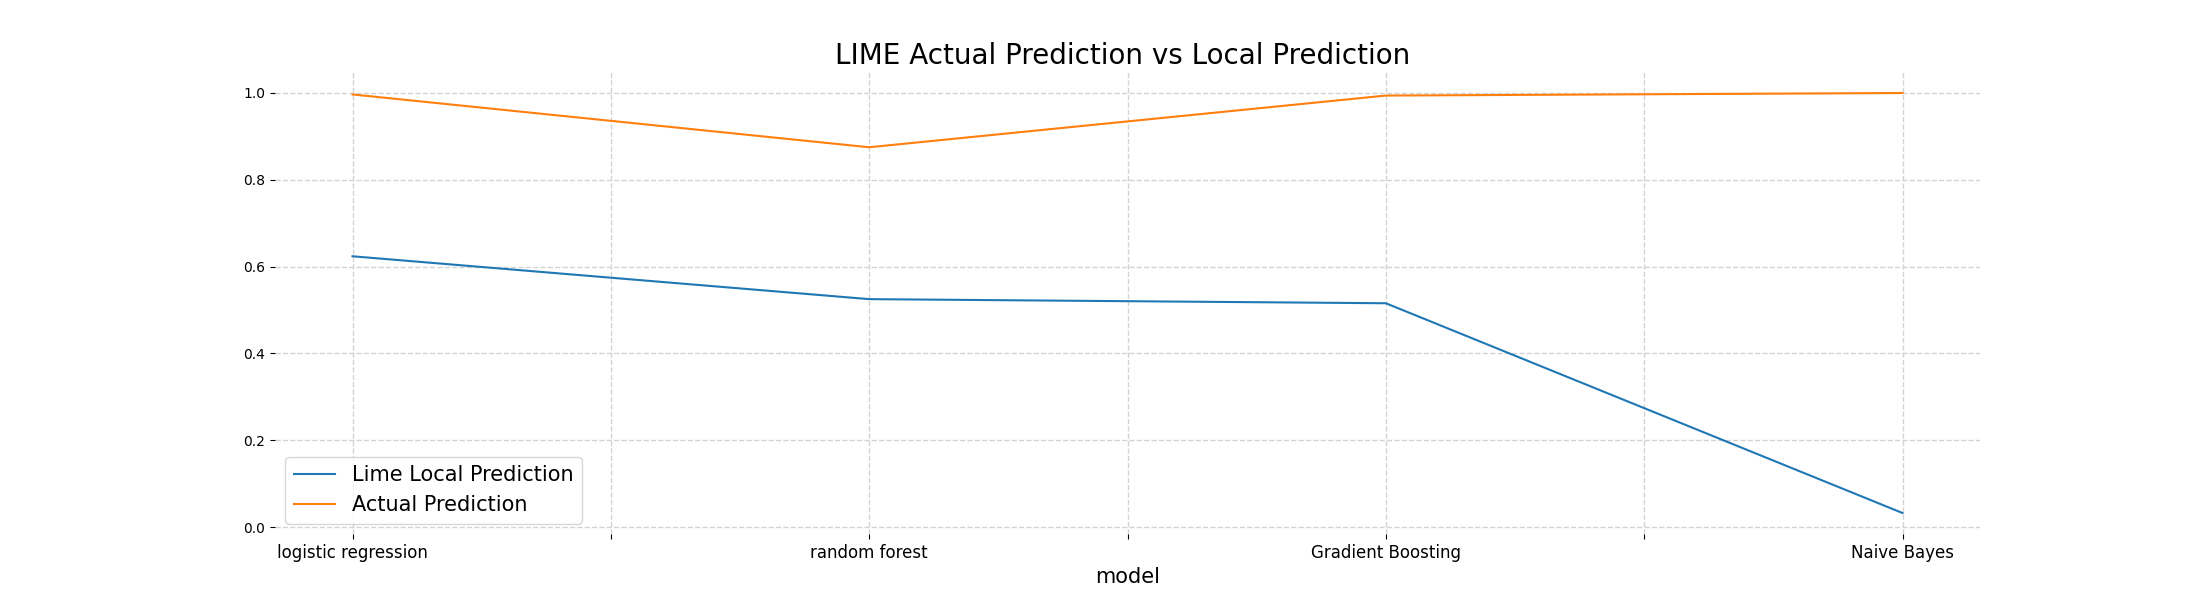 LIME Actual Prediction vs Local Prediction
1.0
0.8
0.6
0.4
0.2
0.0
Lime Local Prediction
Actual Prediction
logistic regression random forest Gradient Boosting Naive Bayes
model